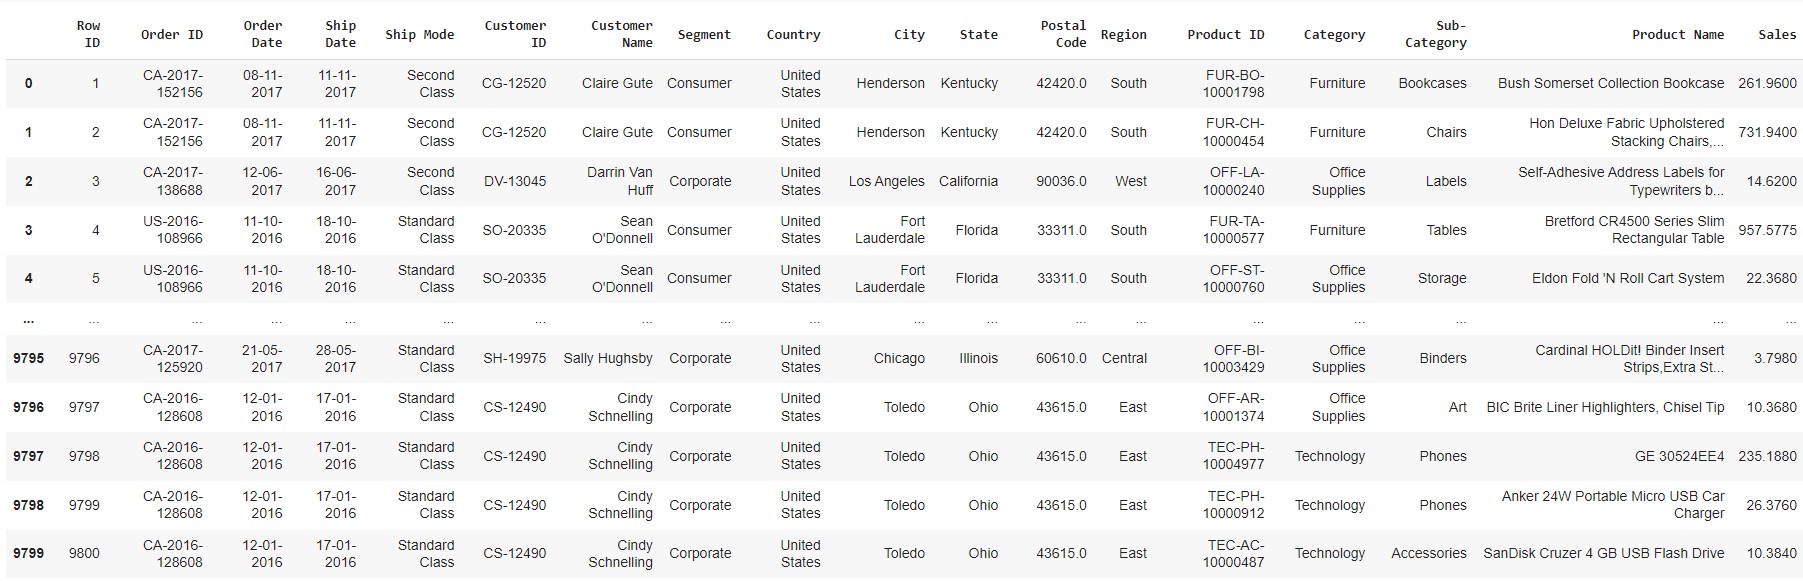 Row ID Order ID Order Date Ship Date Ship Mode Customer ID Customer Name Segment Country City State Postal Code Region Product ID Category Sub-Category Product Name Sales
0 1 CA-2017-152156 08-11-2017 11-11-2017 Second Class CG-12520 Claire Gute Consumer United States Henderson Kentucky 42420.0 South FUR-BO-10001798 Furniture Bookcases Bush Somerset Collection Bookcase 261.9600
1 2 CA-2017-152156 08-11-2017 11-11-2017 Second Class CG-12520 Claire Gute Consumer United States Henderson Kentucky 42420.0 South FUR-CH-10000454 Furniture Chairs Hon Deluxe Fabric Upholstered Stacking Chairs,... 731.9400
2 3 CA-2017-138688 12-06-2017 16-06-2017 Second Class DV-13045 Darrin Van Huff Corporate United States Los Angeles California 90036.0 West OFF-LA-10000240 Office Supplies Labels Self-Adhesive Address Labels for Typewriters b... 14.6200
3 4 US-2016-108966 11-10-2016 18-10-2016 Standard Class SO-20335 Sean O'Donnell Consumer United States Fort Lauderdale Florida 33311.0 South FUR-TA-10000577 Furniture Tables Bretford CR4500 Series Slim Rectangular Table 957.5775
4 5 US-2016-108966 11-10-2016 18-10-2016 Standard Class SO-20335 Sean O'Donnell Consumer United States Fort Lauderdale Florida 33311.0 South OFF-ST-10000760 Office Supplies Storage Eldon Fold 'N Roll Cart System 22.3680
... ... ... ... ... ... ... ... ... ... ... ... ... ... ... ... ... ... ...
9795 9796 CA-2017-125920 21-05-2017 28-05-2017 Standard Class SH-19975 Sally Hughsby Corporate United States Chicago Illinois 60610.0 Central OFF-BI-10003429 Office Supplies Binders Cardinal HOLDit! Binder Insert Strips,Extra St... 3.7980
9796 9797 CA-2016-128608 12-01-2016 17-01-2016 Standard Class CS-12490 Cindy Schnelling Corporate United States Toledo Ohio 43615.0 East OFF-AR-10001374 Office Supplies Art BIC Brite Liner Highlighters, Chisel Tip 10.3680
9797 9798 CA-2016-128608 12-01-2016 17-01-2016 Standard Class CS-12490 Cindy Schnelling Corporate United States Toledo Ohio 43615.0 East TEC-PH-10004977 Technology Phones GE 30524EE4 235.1880
9798 9799 CA-2016-128608 12-01-2016 17-01-2016 Standard Class CS-12490 Cindy Schnelling Corporate United States Toledo Ohio 43615.0 East TEC-PH-10000912 Technology Phones Anker 24W Portable Micro USB Car Charger 26.3760
9799 9800 CA-2016-128608 12-01-2016 17-01-2016 Standard Class CS-12490 Cindy Schnelling Corporate United States Toledo Ohio 43615.0 East TEC-AC-10000487 Technology Accessories SanDisk Cruzer 4 GB USB Flash Drive 10.3840